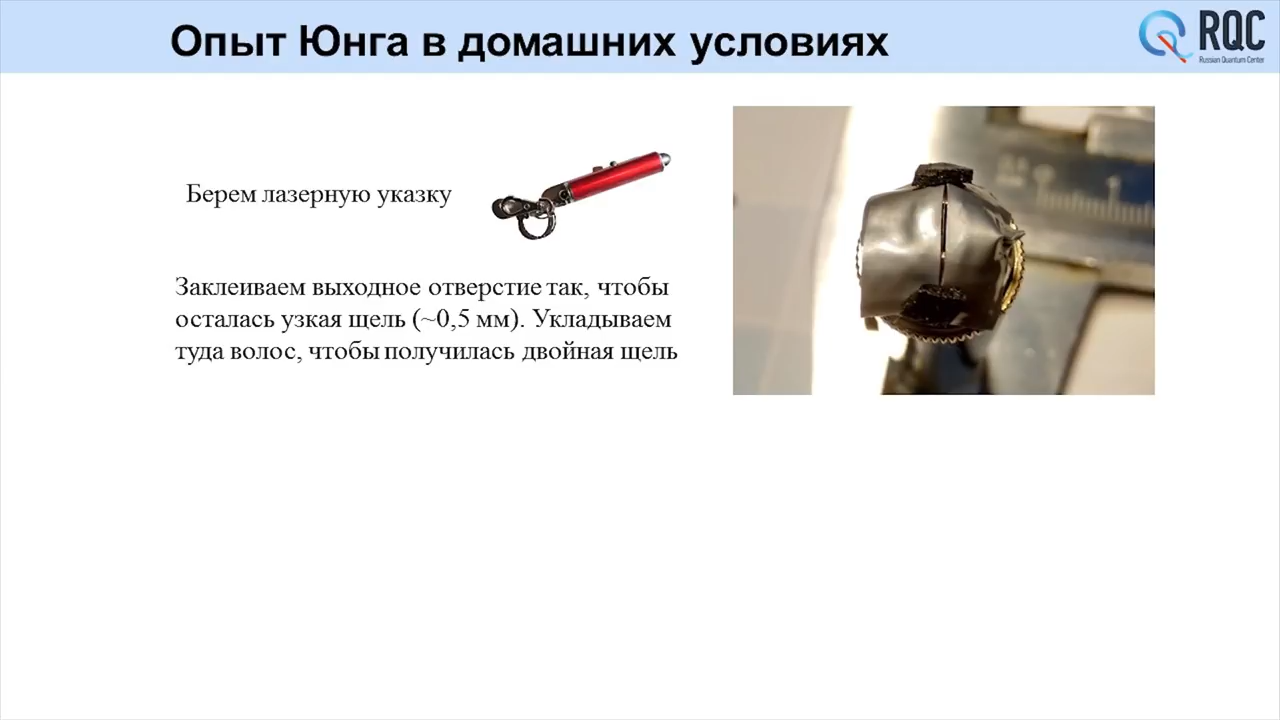 Опыт Юнга в домашних условиях
RQC
Russian Quantum Center
Берем лазерную указку
Заклеиваем выходное отверстие так, чтобы
осталась узкая щель (~0,5 мм). Укладываем
туда волос, чтобы получилась двойная щель